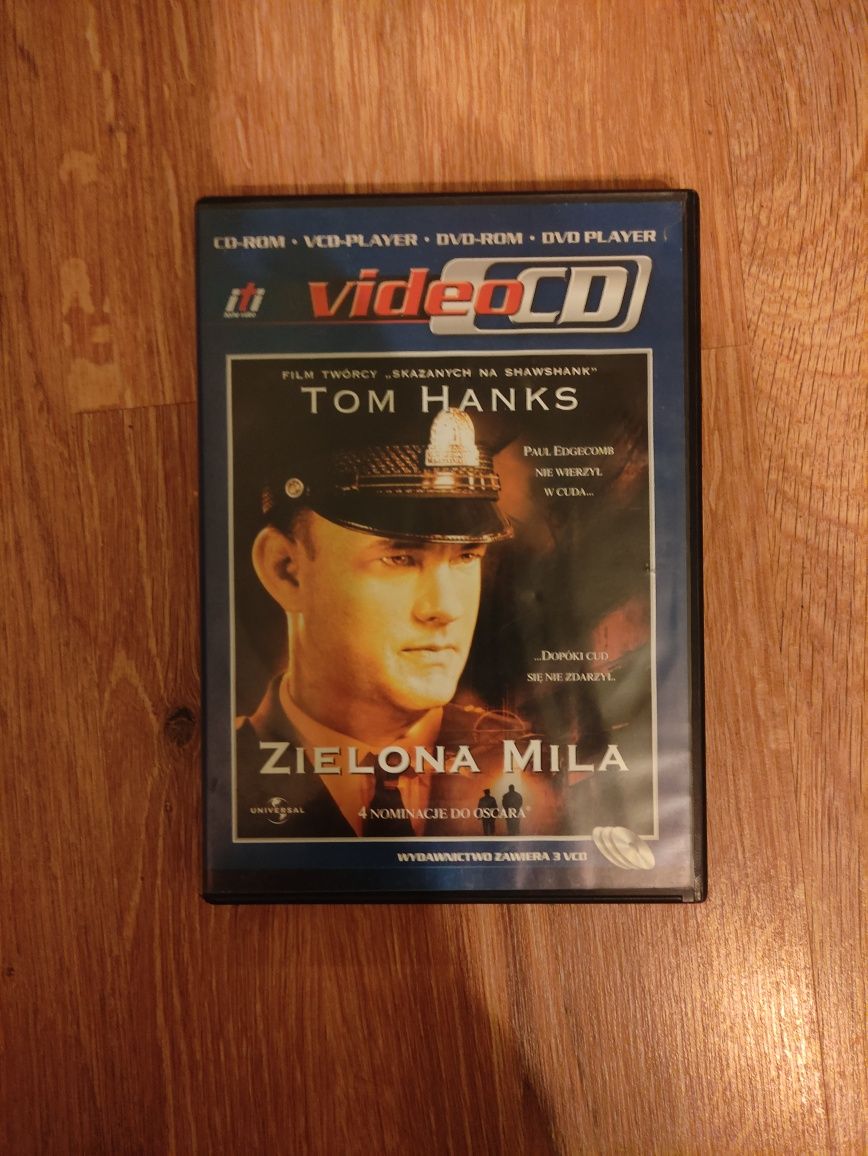 CD-ROM • VCD-PLAYER • DVD-ROM • DVD PLAYER
iti
home video
videoCD
FILM TWÓRCY „SKAZANYCH NA SHAWSHANK”
TOM HANKS
PAUL EDGECOMB
NIE WIERZYŁ
W CUDA...
...DOPÓKI CUD
SIĘ NIE ZDARZYŁ.
ZIELONA MILA
UNIVERSAL
4 NOMINACJE DO OSCARA®
WYDAWNICTWO ZAWIERA 3 VCD